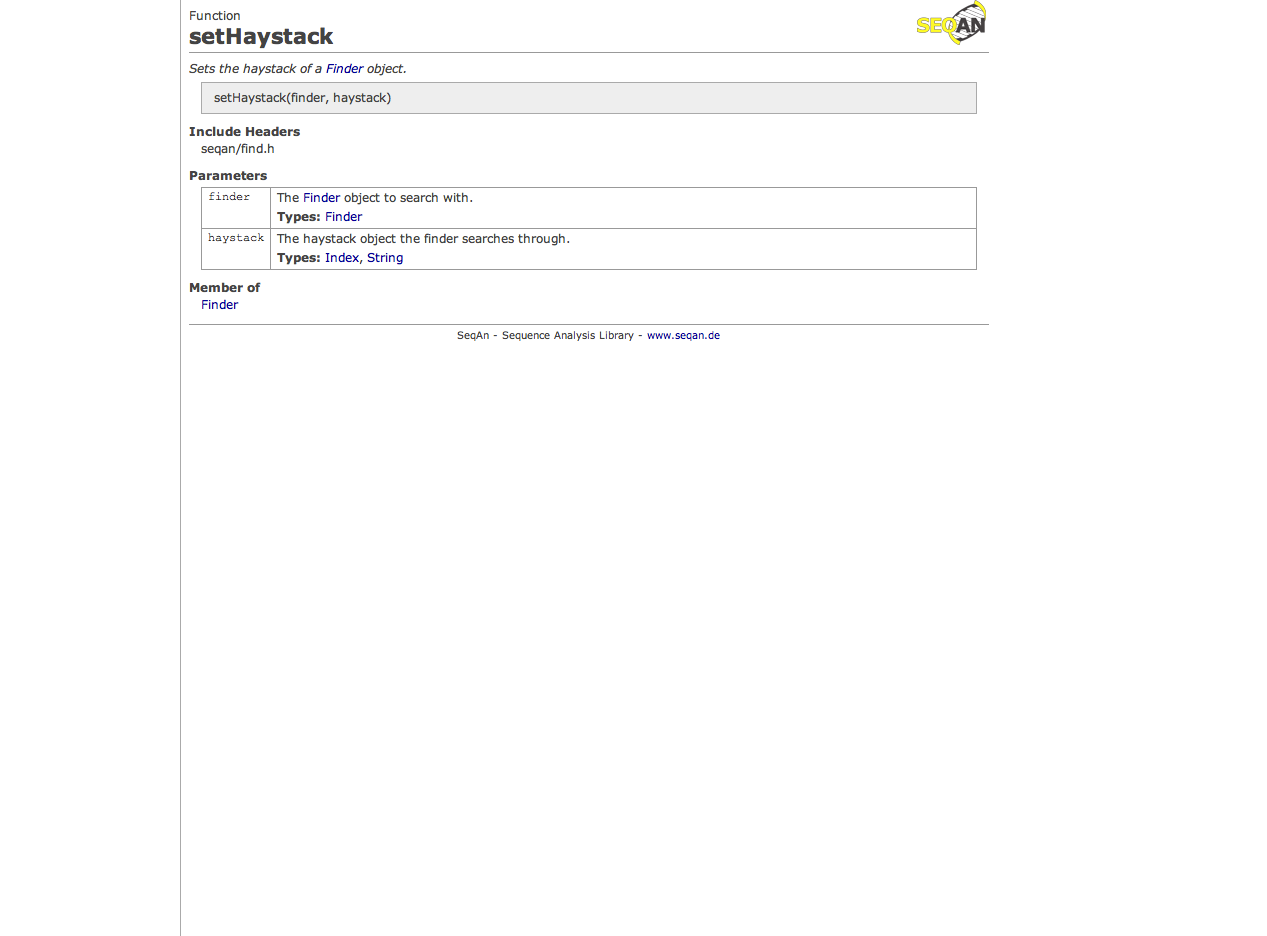 Function
SEQAN
setHaystack
Sets the haystack of a Finder object.
setHaystack(finder, haystack)
Include Headers
seqan/find.h
Parameters
finder The Finder object to search with.
Types: Finder
haystack The haystack object the finder searches through.
Types: Index, String
Member of
Finder
SeqAn - Sequence Analysis Library - www.seqan.de